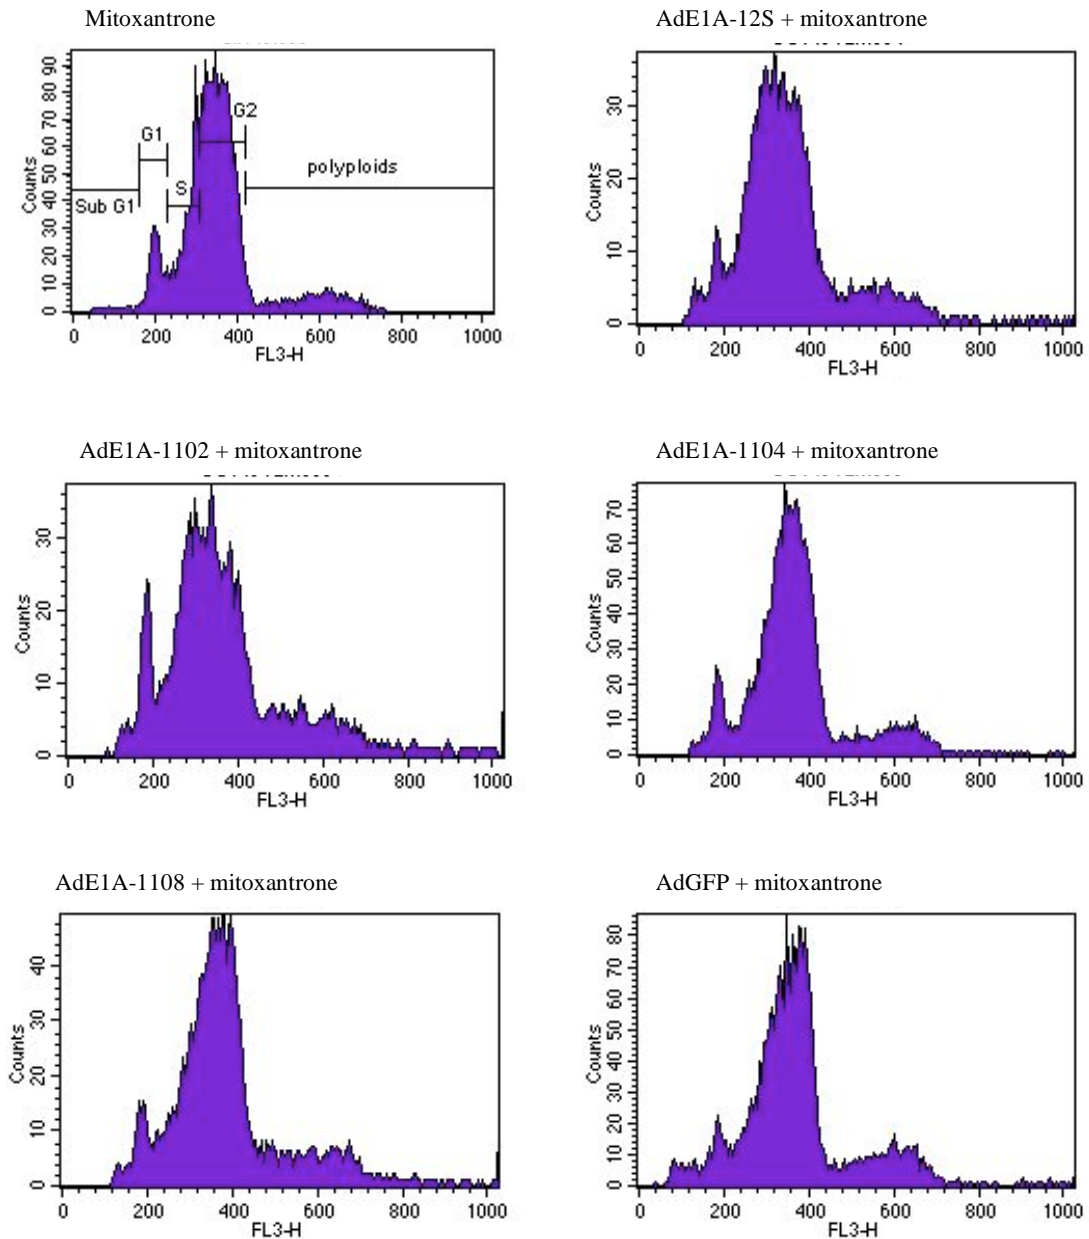 Mitoxantrone
90
80
70
60
50
40
30
20
10
0
Counts
G1
G2
S
Sub G1
polyploids
0 200 400 600 800 1000
FL3-H
AdE1A-12S + mitoxantrone
30
20
10
0
Counts
0 200 400 600 800 1000
FL3-H
AdE1A-1102 + mitoxantrone
30
20
10
0
Counts
0 200 400 600 800 1000
FL3-H
AdE1A-1104 + mitoxantrone
70
60
50
40
30
20
10
0
Counts
0 200 400 600 800 1000
FL3-H
AdE1A-1108 + mitoxantrone
40
30
20
10
0
Counts
0 200 400 600 800 1000
FL3-H
AdGFP + mitoxantrone
80
70
60
50
40
30
20
10
0
Counts
0 200 400 600 800 1000
FL3-H